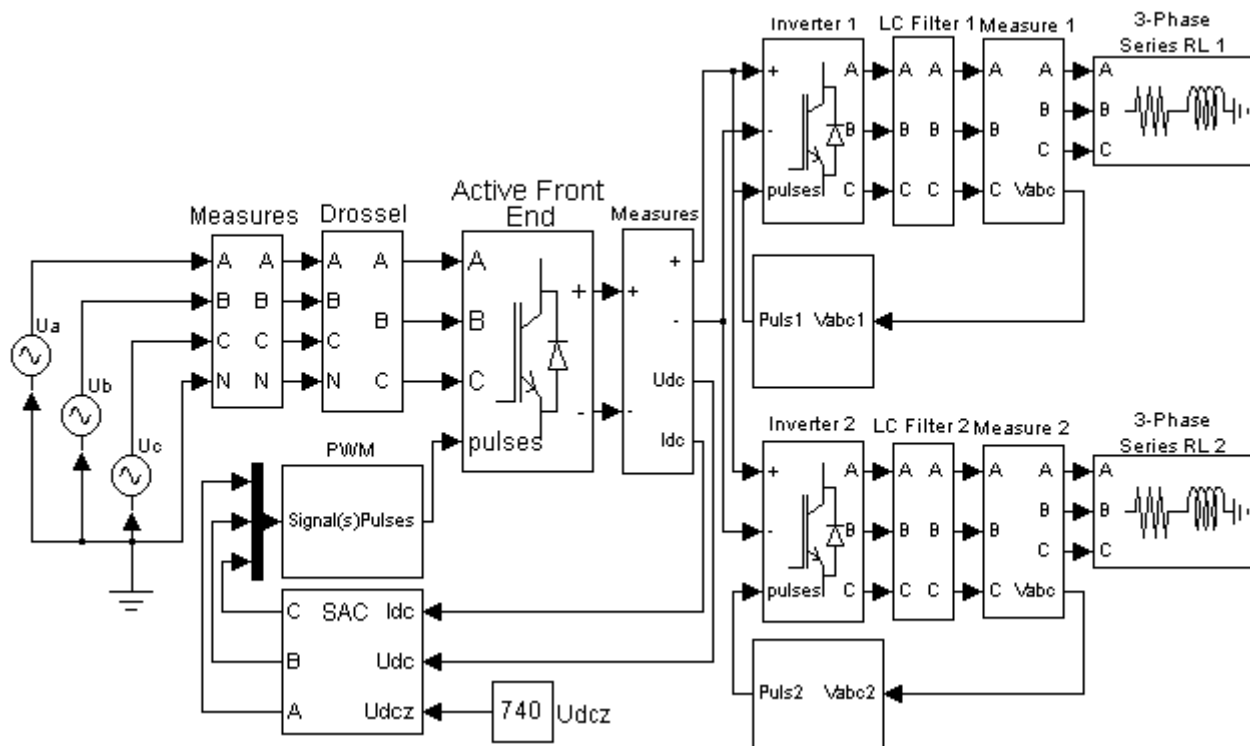 Inverter 1
LC Filter 1
Measure 1
3-Phase
Series RL 1
+
A
A
A
A
A
A
-
B
B
B
B
B
B
pulses
C
C
C
C
C
C
Vabc
Puls1
Vabc1
Measures
Drossel
Active Front
End
Measures
A
A
A
A
A
B
B
B
B
B
C
C
C
C
C
N
N
N
pulses
+
-
+
-
+
-
Udc
Idc
Ua
Ub
Uc
PWM
Signal(s)Pulses
C
SAC
Idc
B
Udc
A
Udcz
740
Udcz
Inverter 2
LC Filter 2
Measure 2
3-Phase
Series RL 2
+
A
A
A
A
A
A
-
B
B
B
B
B
B
pulses
C
C
C
C
C
C
Vabc
Puls2
Vabc2